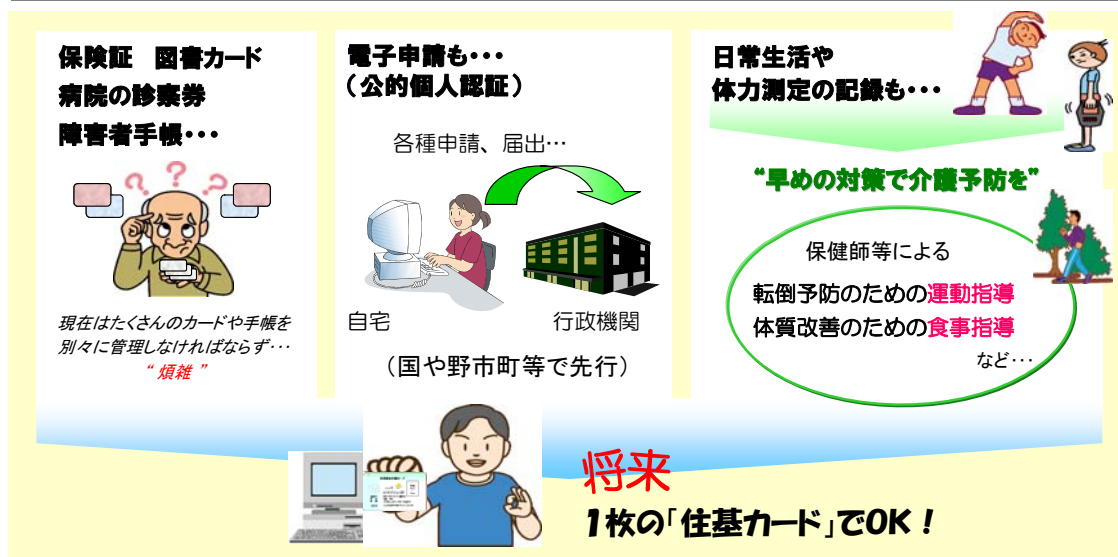 保険証　図書カード
病院の診察券
障害者手帳･･･
現在はたくさんのカードや手帳を
別々に管理しなければならず･･･
“ 煩雑 ”
電子申請も･･･
（公的個人認証）
各種申請、届出…
自宅
行政機関
（国や野市町等で先行）
日常生活や
体力測定の記録も･･･
“早めの対策で介護予防を”
保健師等による
転倒予防のための運動指導
体質改善のための食事指導
など･･･
将来
1枚の｢住基カード｣でOK！